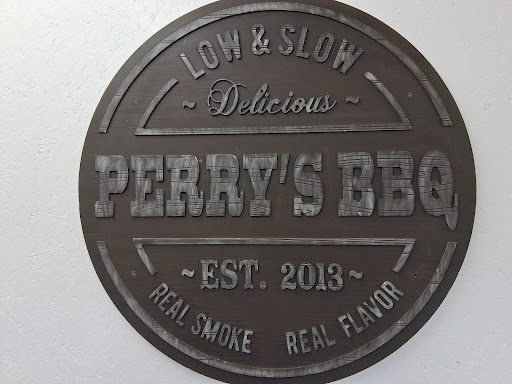 LOW & SLOW
~ Delicious ~
PERRY'S BBQ
~EST. 2013~
REAL SMOKE REAL FLAVOR